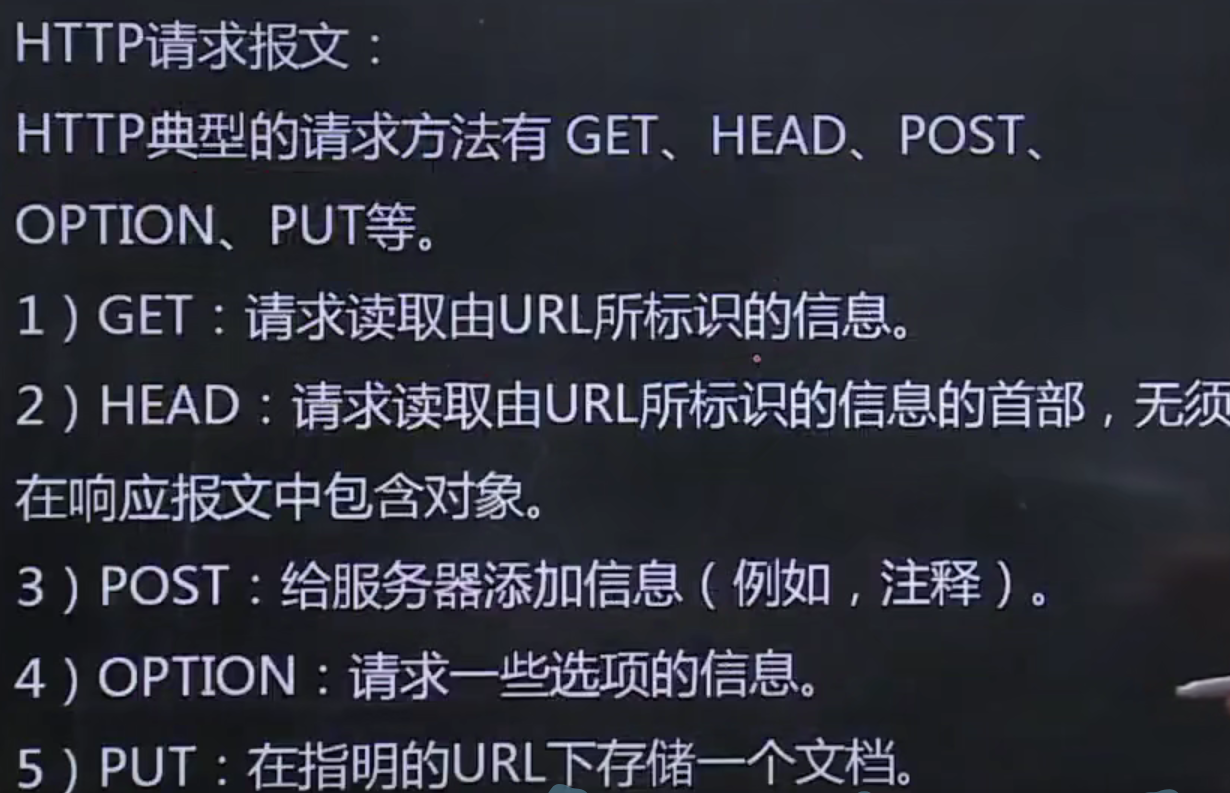 HTTP请求报文：
HTTP典型的请求方法有 GET、HEAD、POST、
OPTION、PUT等。
1）GET：请求读取由URL所标识的信息。
2）HEAD：请求读取由URL所标识的信息的首部，无须
在响应报文中包含对象。
3）POST：给服务器添加信息（例如，注释）。
4）OPTION：请求一些选项的信息。
5）PUT：在指明的URL下存储一个文档。